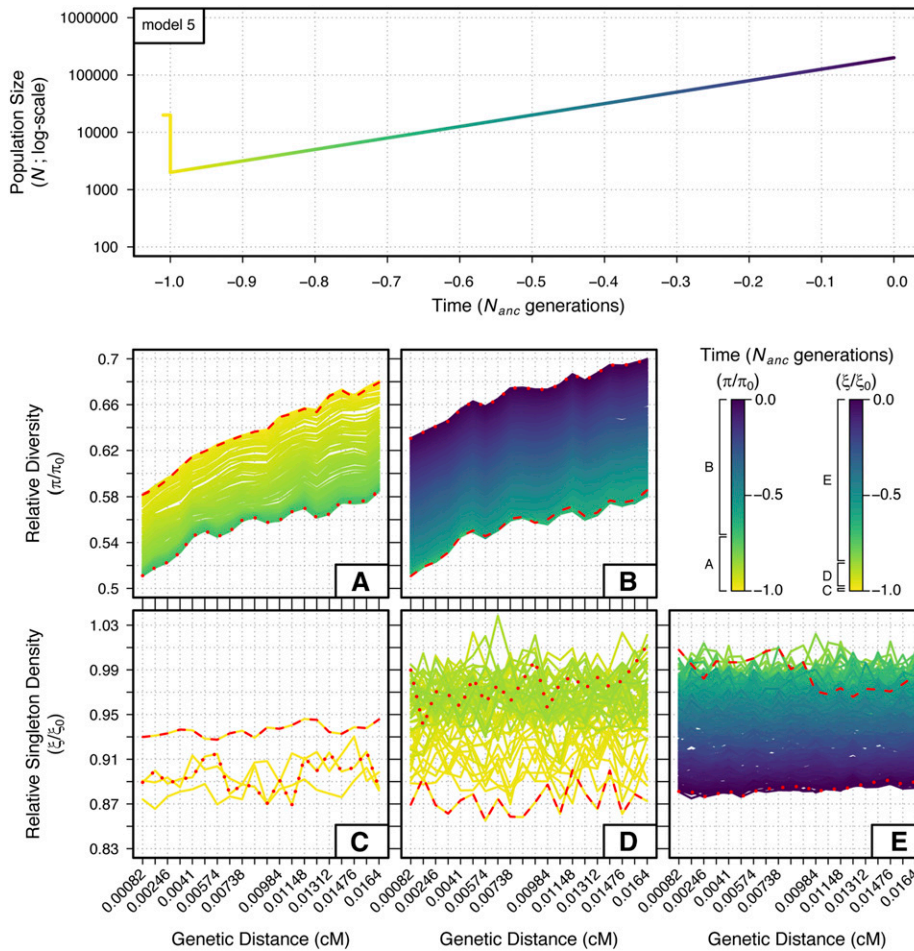 model 5
Population Size
(N ; log-scale)
1000000
100000
10000
1000
100
−1.0 −0.9 −0.8 −0.7 −0.6 −0.5 −0.4 −0.3 −0.2 −0.1 0.0
Time (Nanc generations)
Relative Diversity
(π/π0)
0.7
0.66
0.62
0.58
0.54
0.5
A
B
Time (Nanc generations)
(π/π0) (ξ/ξ0)
0.0 0.0
B E
−0.5 −0.5
A D
C
−1.0 −1.0
Relative Singleton Density
(ξ/ξ0)
1.03
0.99
0.95
0.91
0.87
0.83
C
D
E
0.00082 0.00246 0.0041 0.00574 0.00738 0.00984 0.01148 0.01312 0.01476 0.0164
0.00082 0.00246 0.0041 0.00574 0.00738 0.00984 0.01148 0.01312 0.01476 0.0164
0.00082 0.00246 0.0041 0.00574 0.00738 0.00984 0.01148 0.01312 0.01476 0.0164
Genetic Distance (cM) Genetic Distance (cM) Genetic Distance (cM)